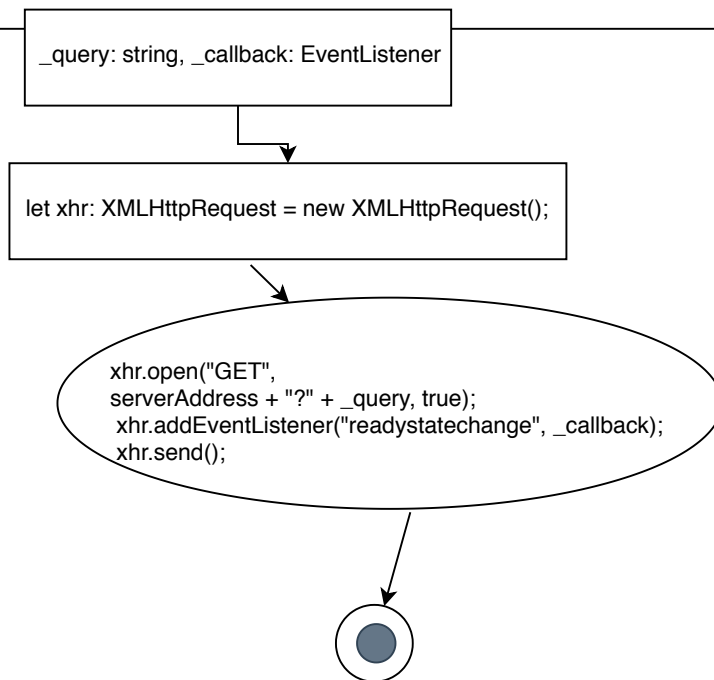 _query: string, _callback: EventListener
let xhr: XMLHttpRequest = new XMLHttpRequest();
xhr.open("GET",
serverAddress + "?" + _query, true);
xhr.addEventListener("readystatechange", _callback);
xhr.send();